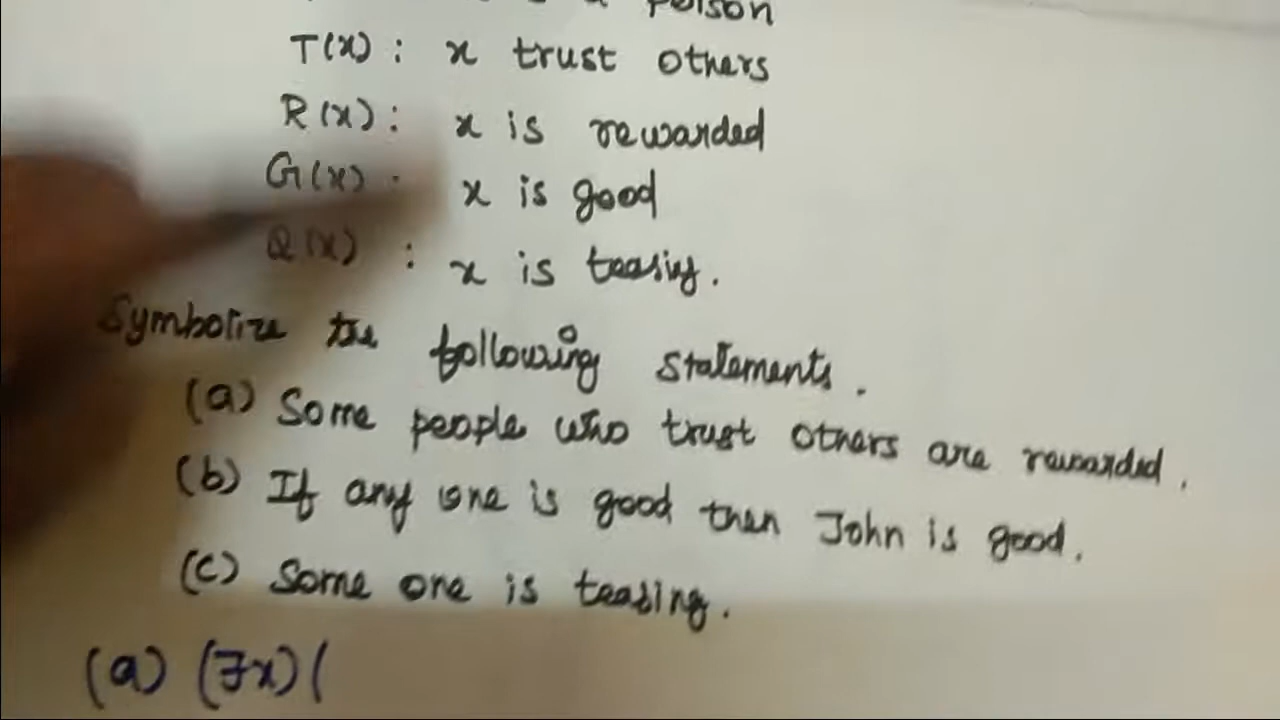 a person
T(x) : x trust others
R(x) : x is rewarded
G(x) : x is good
Q(x) : x is teasing.
Symbolize the following statements.
(a) Some people who trust others are rewarded.
(b) If any one is good then John is good.
(c) Some one is teasing.
(a) (∃x)(